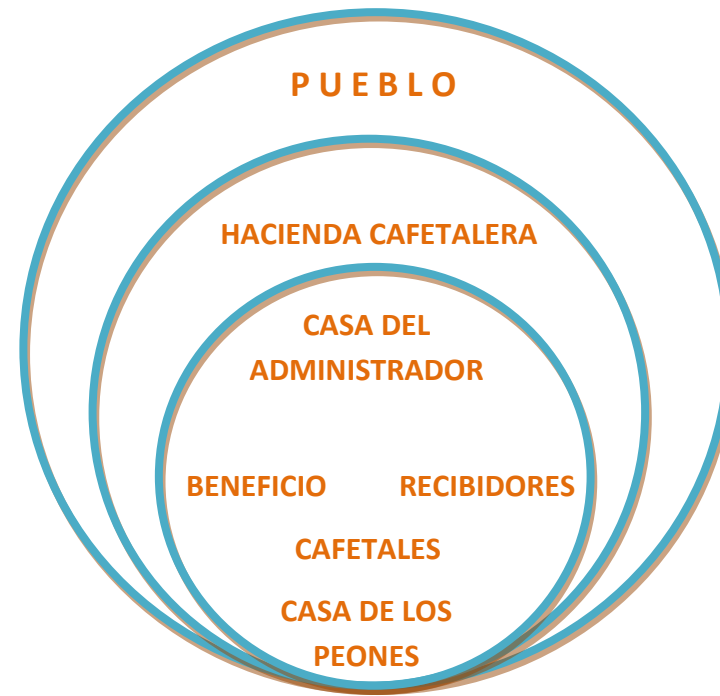 P U E B L O
HACIENDA CAFETALERA
CASA DEL
ADMINISTRADOR
BENEFICIO RECIBIDORES
CAFETALES
CASA DE LOS
PEONES